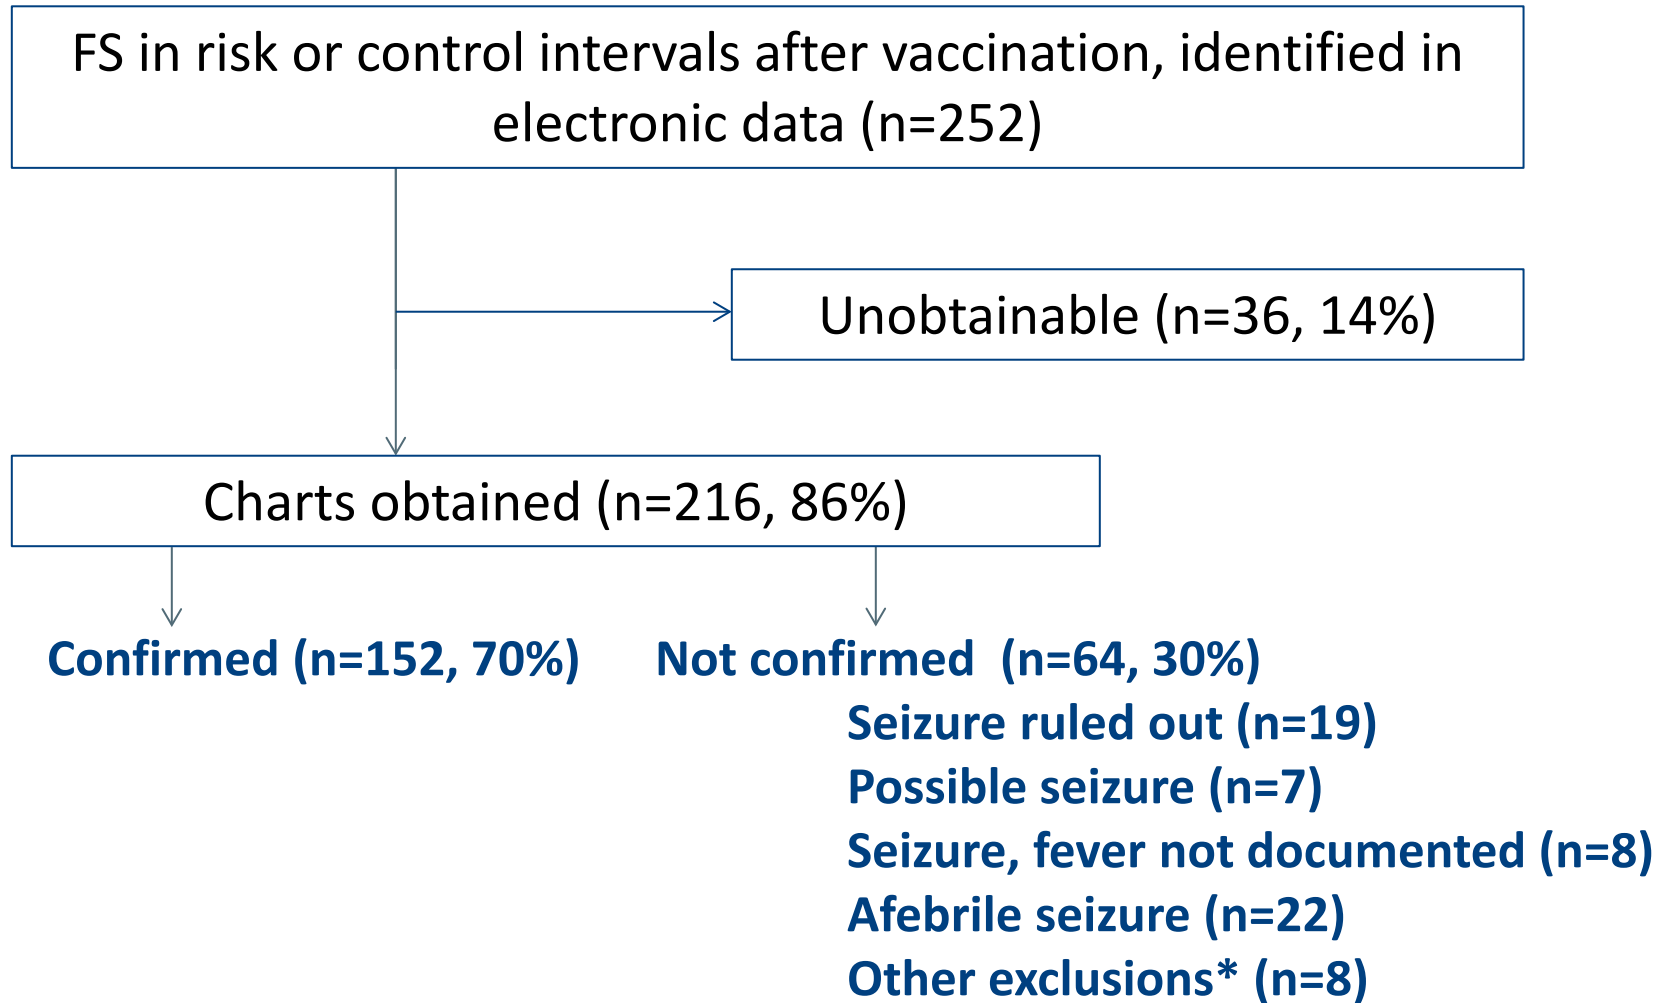 FS in risk or control intervals after vaccination, identified in
electronic data (n=252)
Unobtainable (n=36, 14%)
Charts obtained (n=216, 86%)
Confirmed (n=152, 70%)
Not confirmed (n=64, 30%)
Seizure ruled out (n=19)
Possible seizure (n=7)
Seizure, fever not documented (n=8)
Afebrile seizure (n=22)
Other exclusions* (n=8)